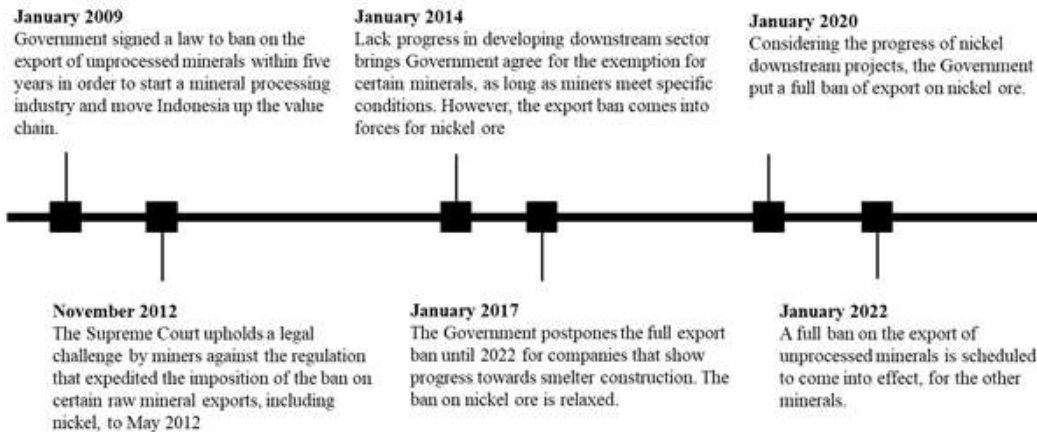 January 2009
Government signed a law to ban on the
export of unprocessed minerals within five
years in order to start a mineral processing
industry and move Indonesia up the value
chain.
January 2014
Lack progress in developing downstream sector
brings Government agree for the exemption for
certain minerals, as long as miners meet specific
conditions. However, the export ban comes into
forces for nickel ore
January 2020
Considering the progress of nickel
downstream projects, the Government
put a full ban of export on nickel ore.
November 2012
The Supreme Court upholds a legal
challenge by miners against the regulation
that expedited the imposition of the ban on
certain raw mineral exports, including
nickel, to May 2012
January 2017
The Government postpones the full export
ban until 2022 for companies that show
progress towards smelter construction. The
ban on nickel ore is relaxed.
January 2022
A full ban on the export of
unprocessed minerals is scheduled
to come into effect, for the other
minerals.